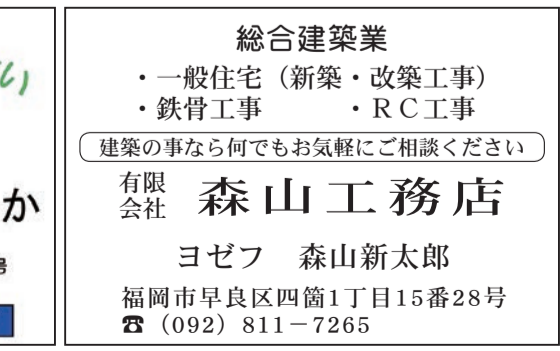 総合建築業
・一般住宅（新築・改築工事）
・鉄骨工事　　・ＲＣ工事
建築の事なら何でもお気軽にご相談ください
有限会社 森山工務店
ヨゼフ　森山新太郎
福岡市早良区四箇1丁目15番28号
☎（092）811－7265
い
か
号